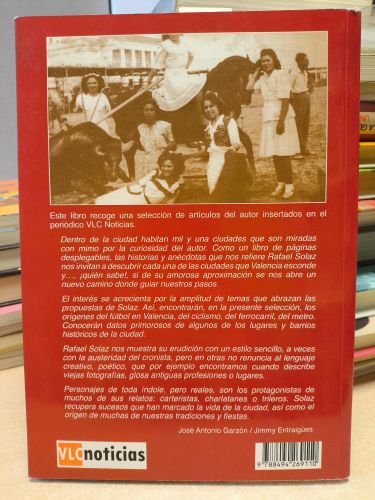 Este libro recoge una selección de artículos del autor insertados en el
periódico VLC Noticias.
Dentro de la ciudad habitan mil y una ciudades que son miradas
con mimo por la curiosidad del autor. Como un libro de páginas
desplegables, las historias y anécdotas que nos refiere Rafael Solaz
nos invitan a descubrir cada una de las ciudades que Valencia esconde
y..., ¡quién sabe!, si de su amorosa aproximación se nos abre un
nuevo camino donde guiar nuestros pasos.
El interés se acrecienta por la amplitud de temas que abrazan las
propuestas de Solaz. Así, encontrarán, en la presente selección, los
orígenes del fútbol en Valencia, del ciclismo, del ferrocarril, del metro.
Conocerán datos primorosos de algunos de los lugares y barrios
históricos de la ciudad.
Rafael Solaz nos muestra su erudición con un estilo sencillo, a veces
con la austeridad del cronista, pero en otras no renuncia al lenguaje
creativo, poético, que por ejemplo encontramos cuando describe
viejas fotografías, glosa antiguas profesiones o lugares.
Personajes de toda índole, pero reales, son los protagonistas de
muchos de sus relatos: carteristas, charlatanes o trileros. Solaz
recupera sucesos que han marcado la vida de la ciudad, así como el
origen de muchas de nuestras tradiciones y fiestas.
José Antonio Garzón / Jimmy Entraigües
VLCnoticias
9 788494 269110